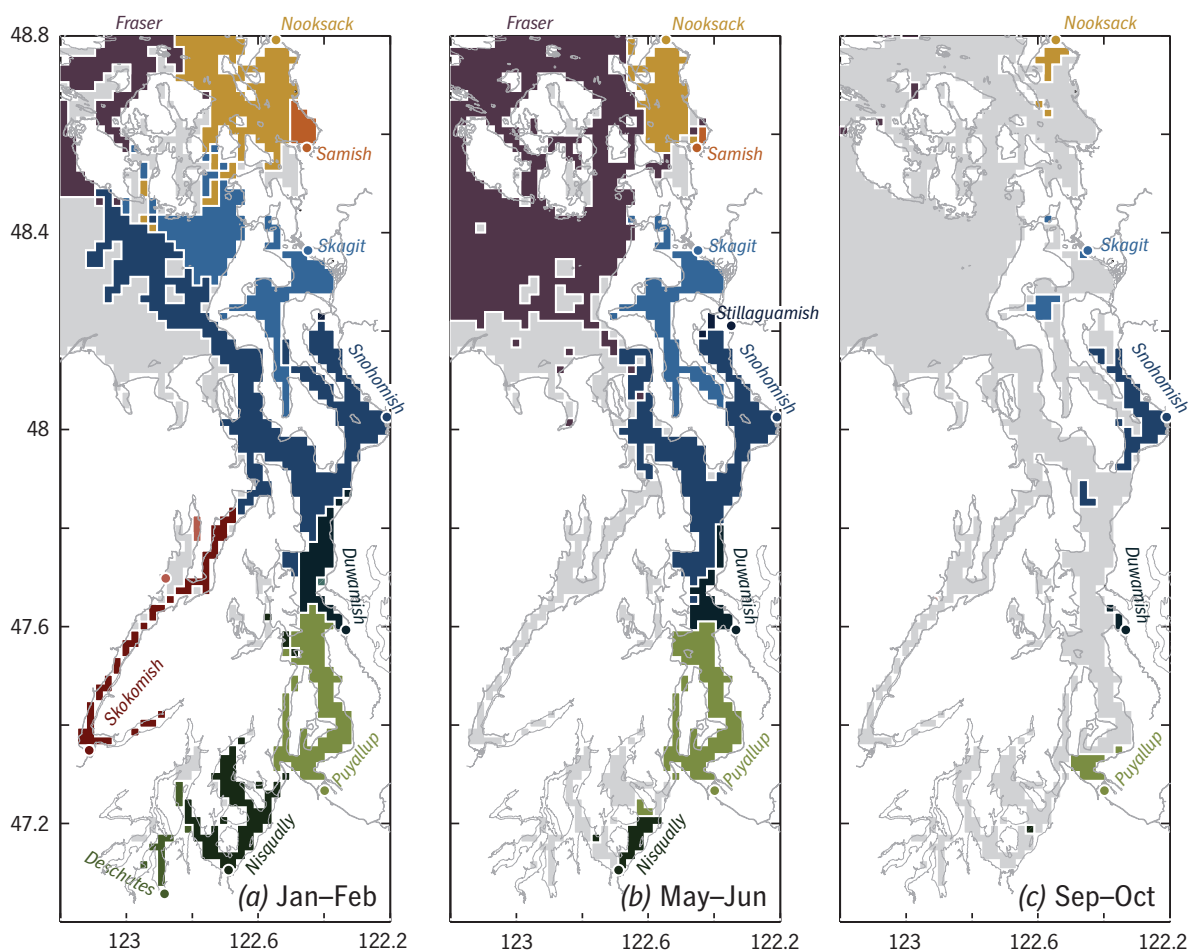 Fraser
Nooksack
Fraser
Nooksack
Nooksack
48.8
Samish
Samish
48.4
Skagit
Skagit
Skagit
Stillaguamish
Snohomish
Snohomish
Snohomish
48
Duwamish
Duwamish
Duwamish
47.6
Skokomish
Puyallup
Puyallup
Puyallup
47.2
Deschutes
Nisqually
Nisqually
(a) Jan–Feb
(b) May–Jun
(c) Sep–Oct
123
122.6
122.2
123
122.6
122.2
123
122.6
122.2